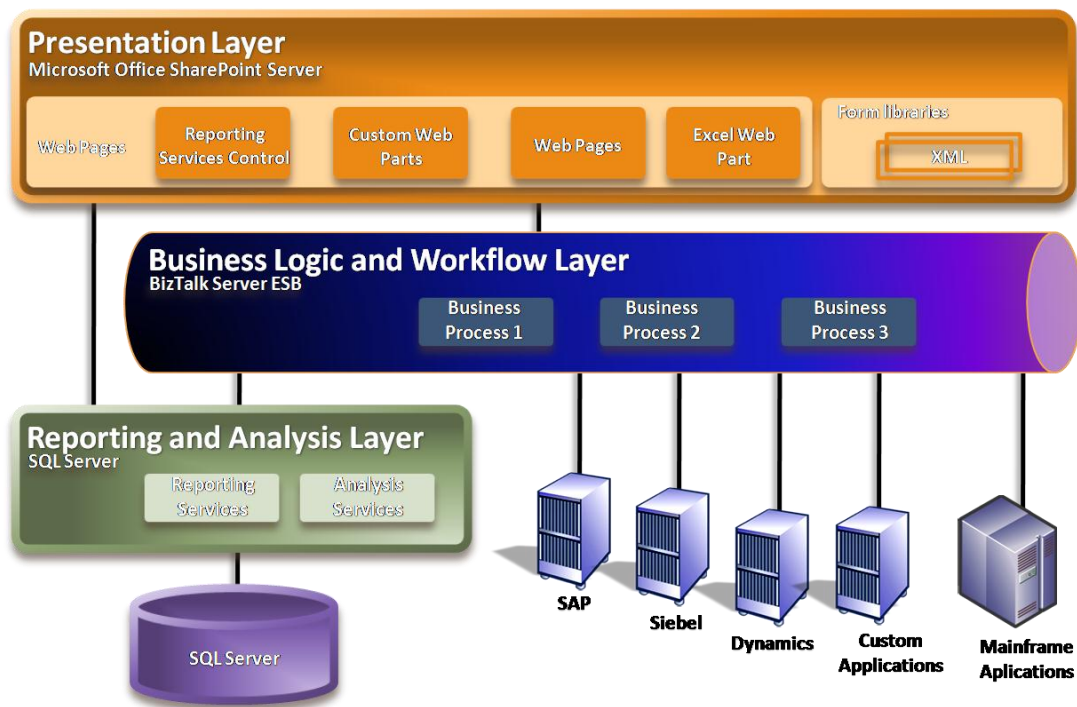 Presentation Layer
Microsoft Office SharePoint Server
Web Pages
Reporting
Services Control
Custom Web
Parts
Web Pages
Excel Web
Part
Form libraries
XML
Business Logic and Workflow Layer
BizTalk Server ESB
Business
Process 1
Business
Process 2
Business
Process 3
Reporting and Analysis Layer
SQL Server
Reporting
Services
Analysis
Services
SQL Server
SAP
Siebel
Dynamics
Custom
Applications
Mainframe
Aplications